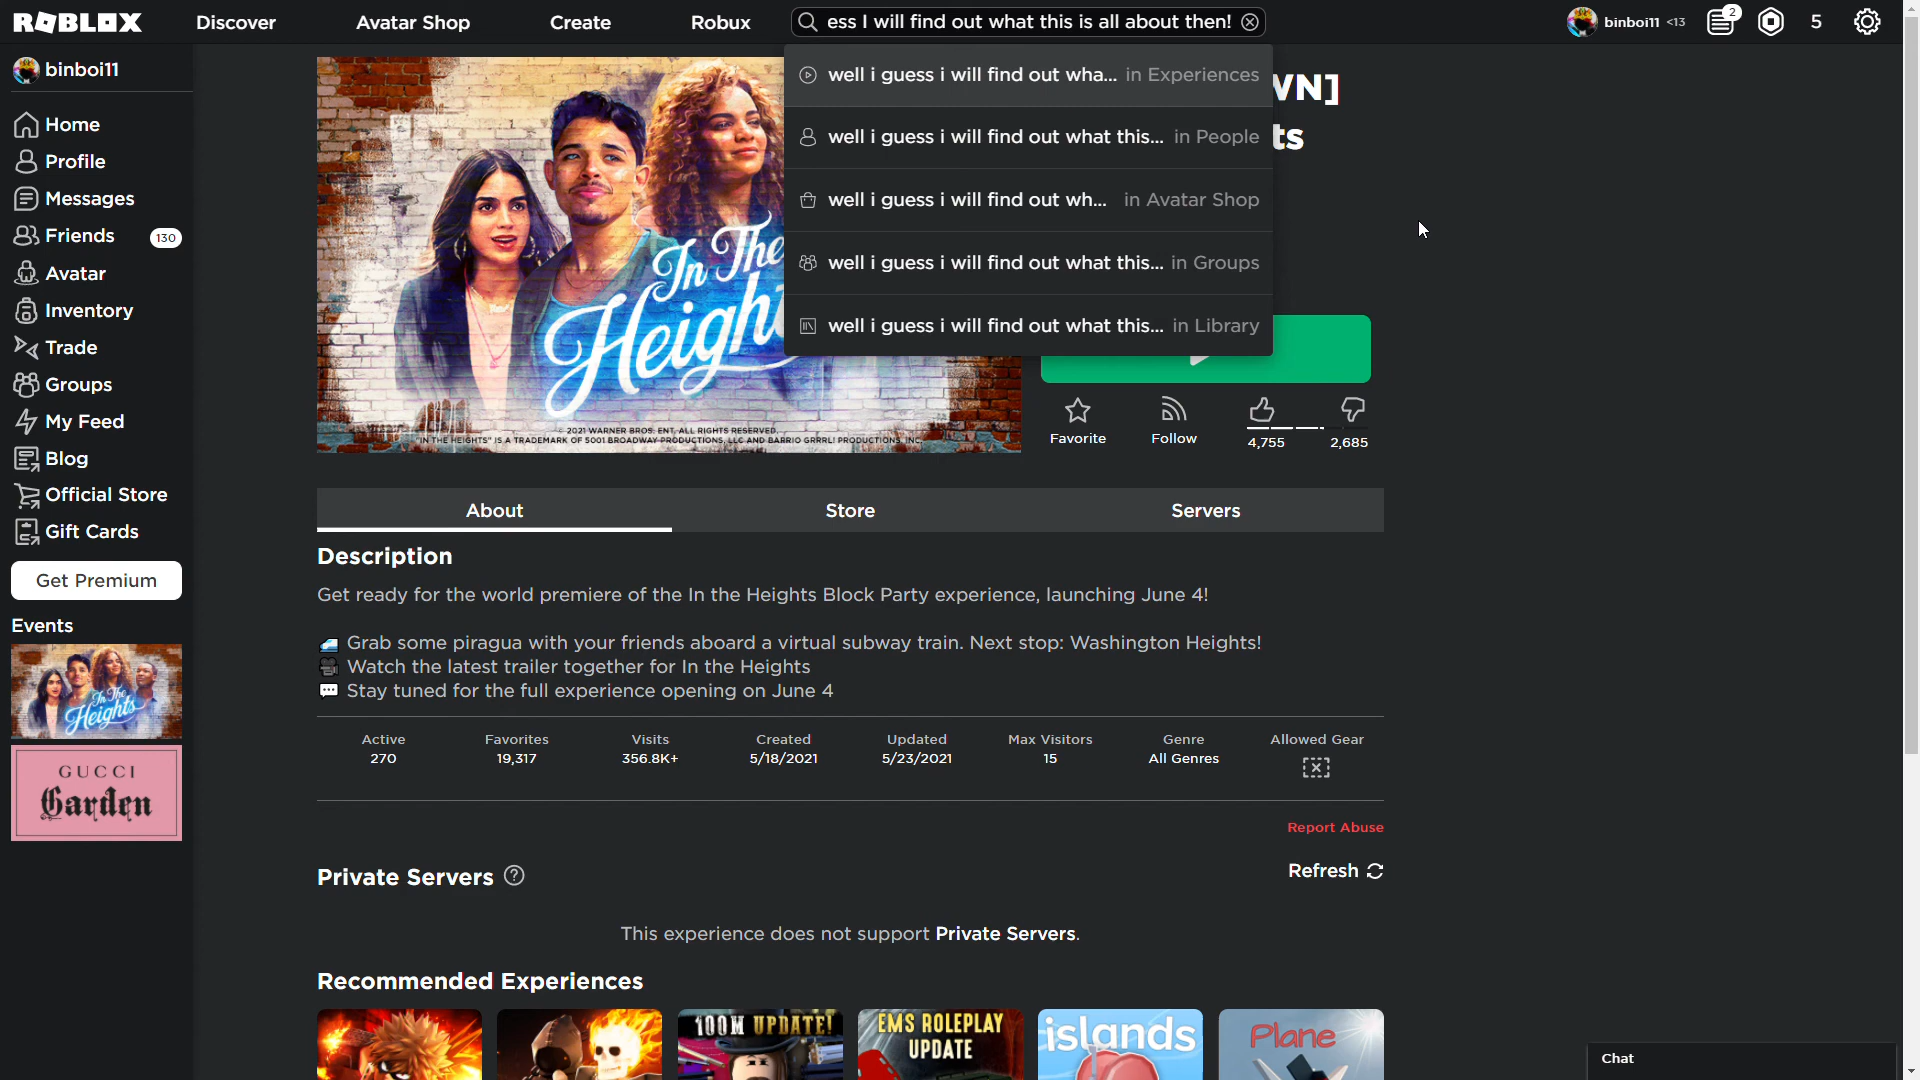 ROBLOX
Discover
Avatar Shop
Create
Robux
ess I will find out what this is all about then!
binboi11 <13
2
5
binboi11
Home
Profile
Messages
Friends
130
Avatar
Inventory
Trade
Groups
My Feed
Blog
Official Store
Gift Cards
Get Premium
Events
In The
Heights
GUCCI
Garden
well i guess i will find out wha... in Experiences
well i guess i will find out what this... in People
well i guess i will find out wh... in Avatar Shop
well i guess i will find out what this... in Groups
well i guess i will find out what this... in Library
WN]
ts
In The
Heights
© 2021 WARNER BROS. ENT. ALL RIGHTS RESERVED.
"IN THE HEIGHTS" IS A TRADEMARK OF 5001 BROADWAY PRODUCTIONS, LLC AND BARRIO GRRRL! PRODUCTIONS, INC.
Favorite
Follow
4,755
2,685
About
Store
Servers
Description
Get ready for the world premiere of the In the Heights Block Party experience, launching June 4!
Grab some piragua with your friends aboard a virtual subway train. Next stop: Washington Heights!
Watch the latest trailer together for In the Heights
Stay tuned for the full experience opening on June 4
Active
270
Favorites
19,317
Visits
356.8K+
Created
5/18/2021
Updated
5/23/2021
Max Visitors
15
Genre
All Genres
Allowed Gear
Report Abuse
Private Servers
Refresh
This experience does not support Private Servers.
Recommended Experiences
100M UPDATE!
EMS ROLEPLAY
UPDATE
islands
Plane
Chat